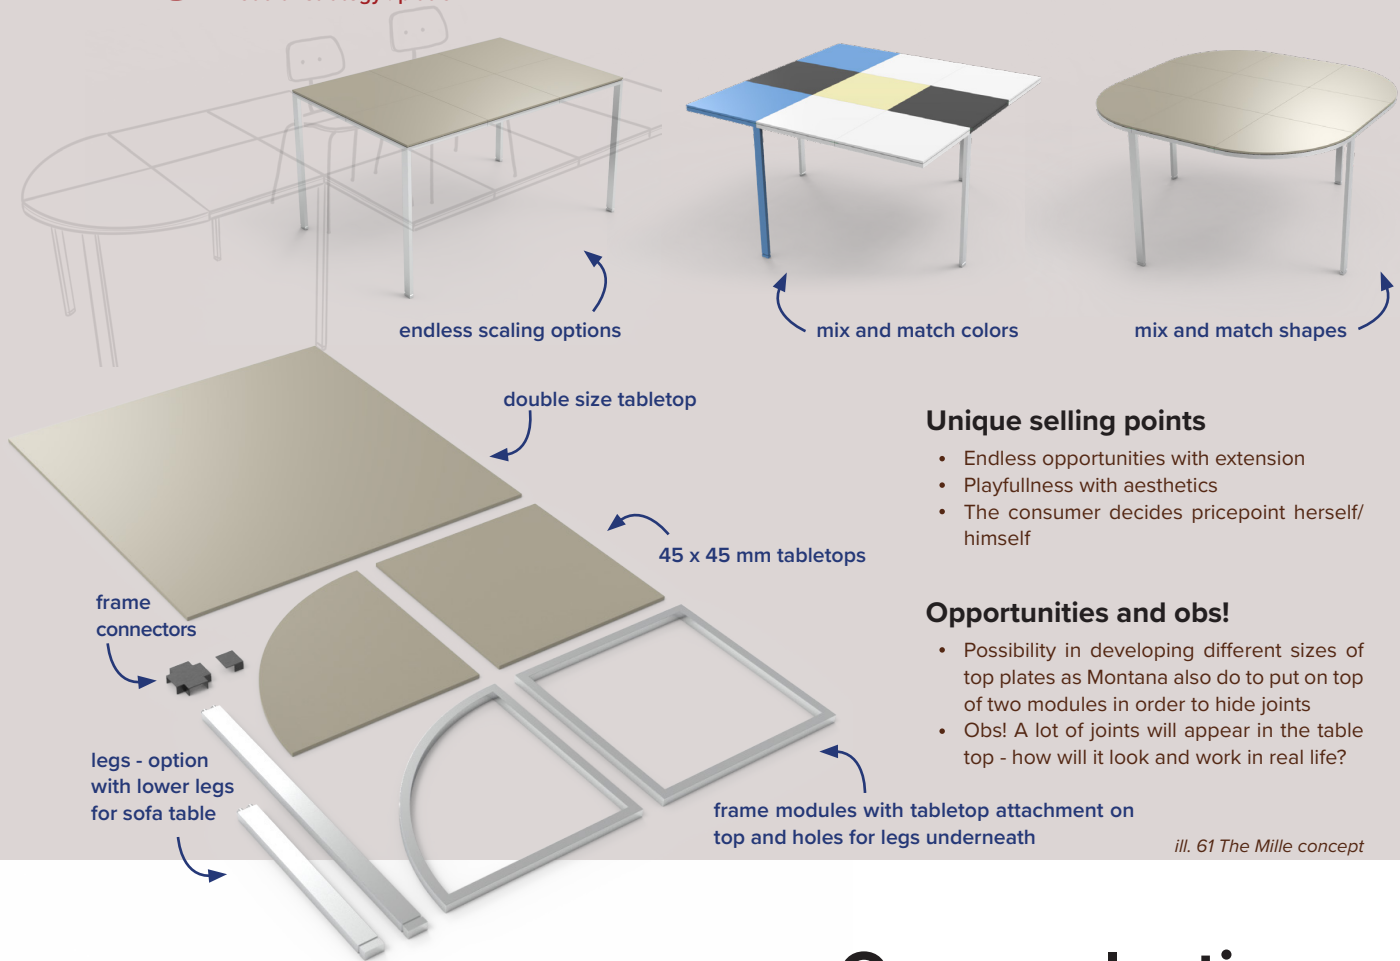 endless scaling options
mix and match colors
mix and match shapes
double size tabletop
45 x 45 mm tabletops
frame
connectors
legs - option
with lower legs
for sofa table
frame modules with tabletop attachment on
top and holes for legs underneath
Unique selling points
• Endless opportunities with extension
• Playfullness with aesthetics
• The consumer decides pricepoint herself/
himself
Opportunities and obs!
• Possibility in developing different sizes of
top plates as Montana also do to put on top
of two modules in order to hide joints
• Obs! A lot of joints will appear in the table
top - how will it look and work in real life?
ill. 61 The Mille concept